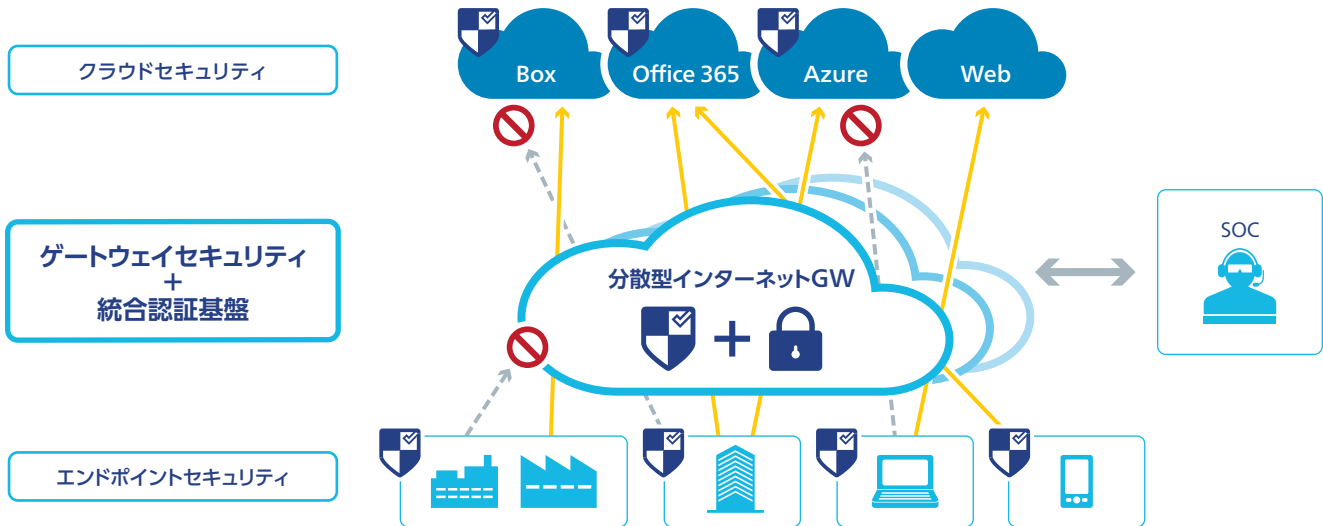 クラウドセキュリティ
Box
Office 365
Azure
Web
ゲートウェイセキュリティ
+
統合認証基盤
分散型インターネットGW
+
SOC
エンドポイントセキュリティ